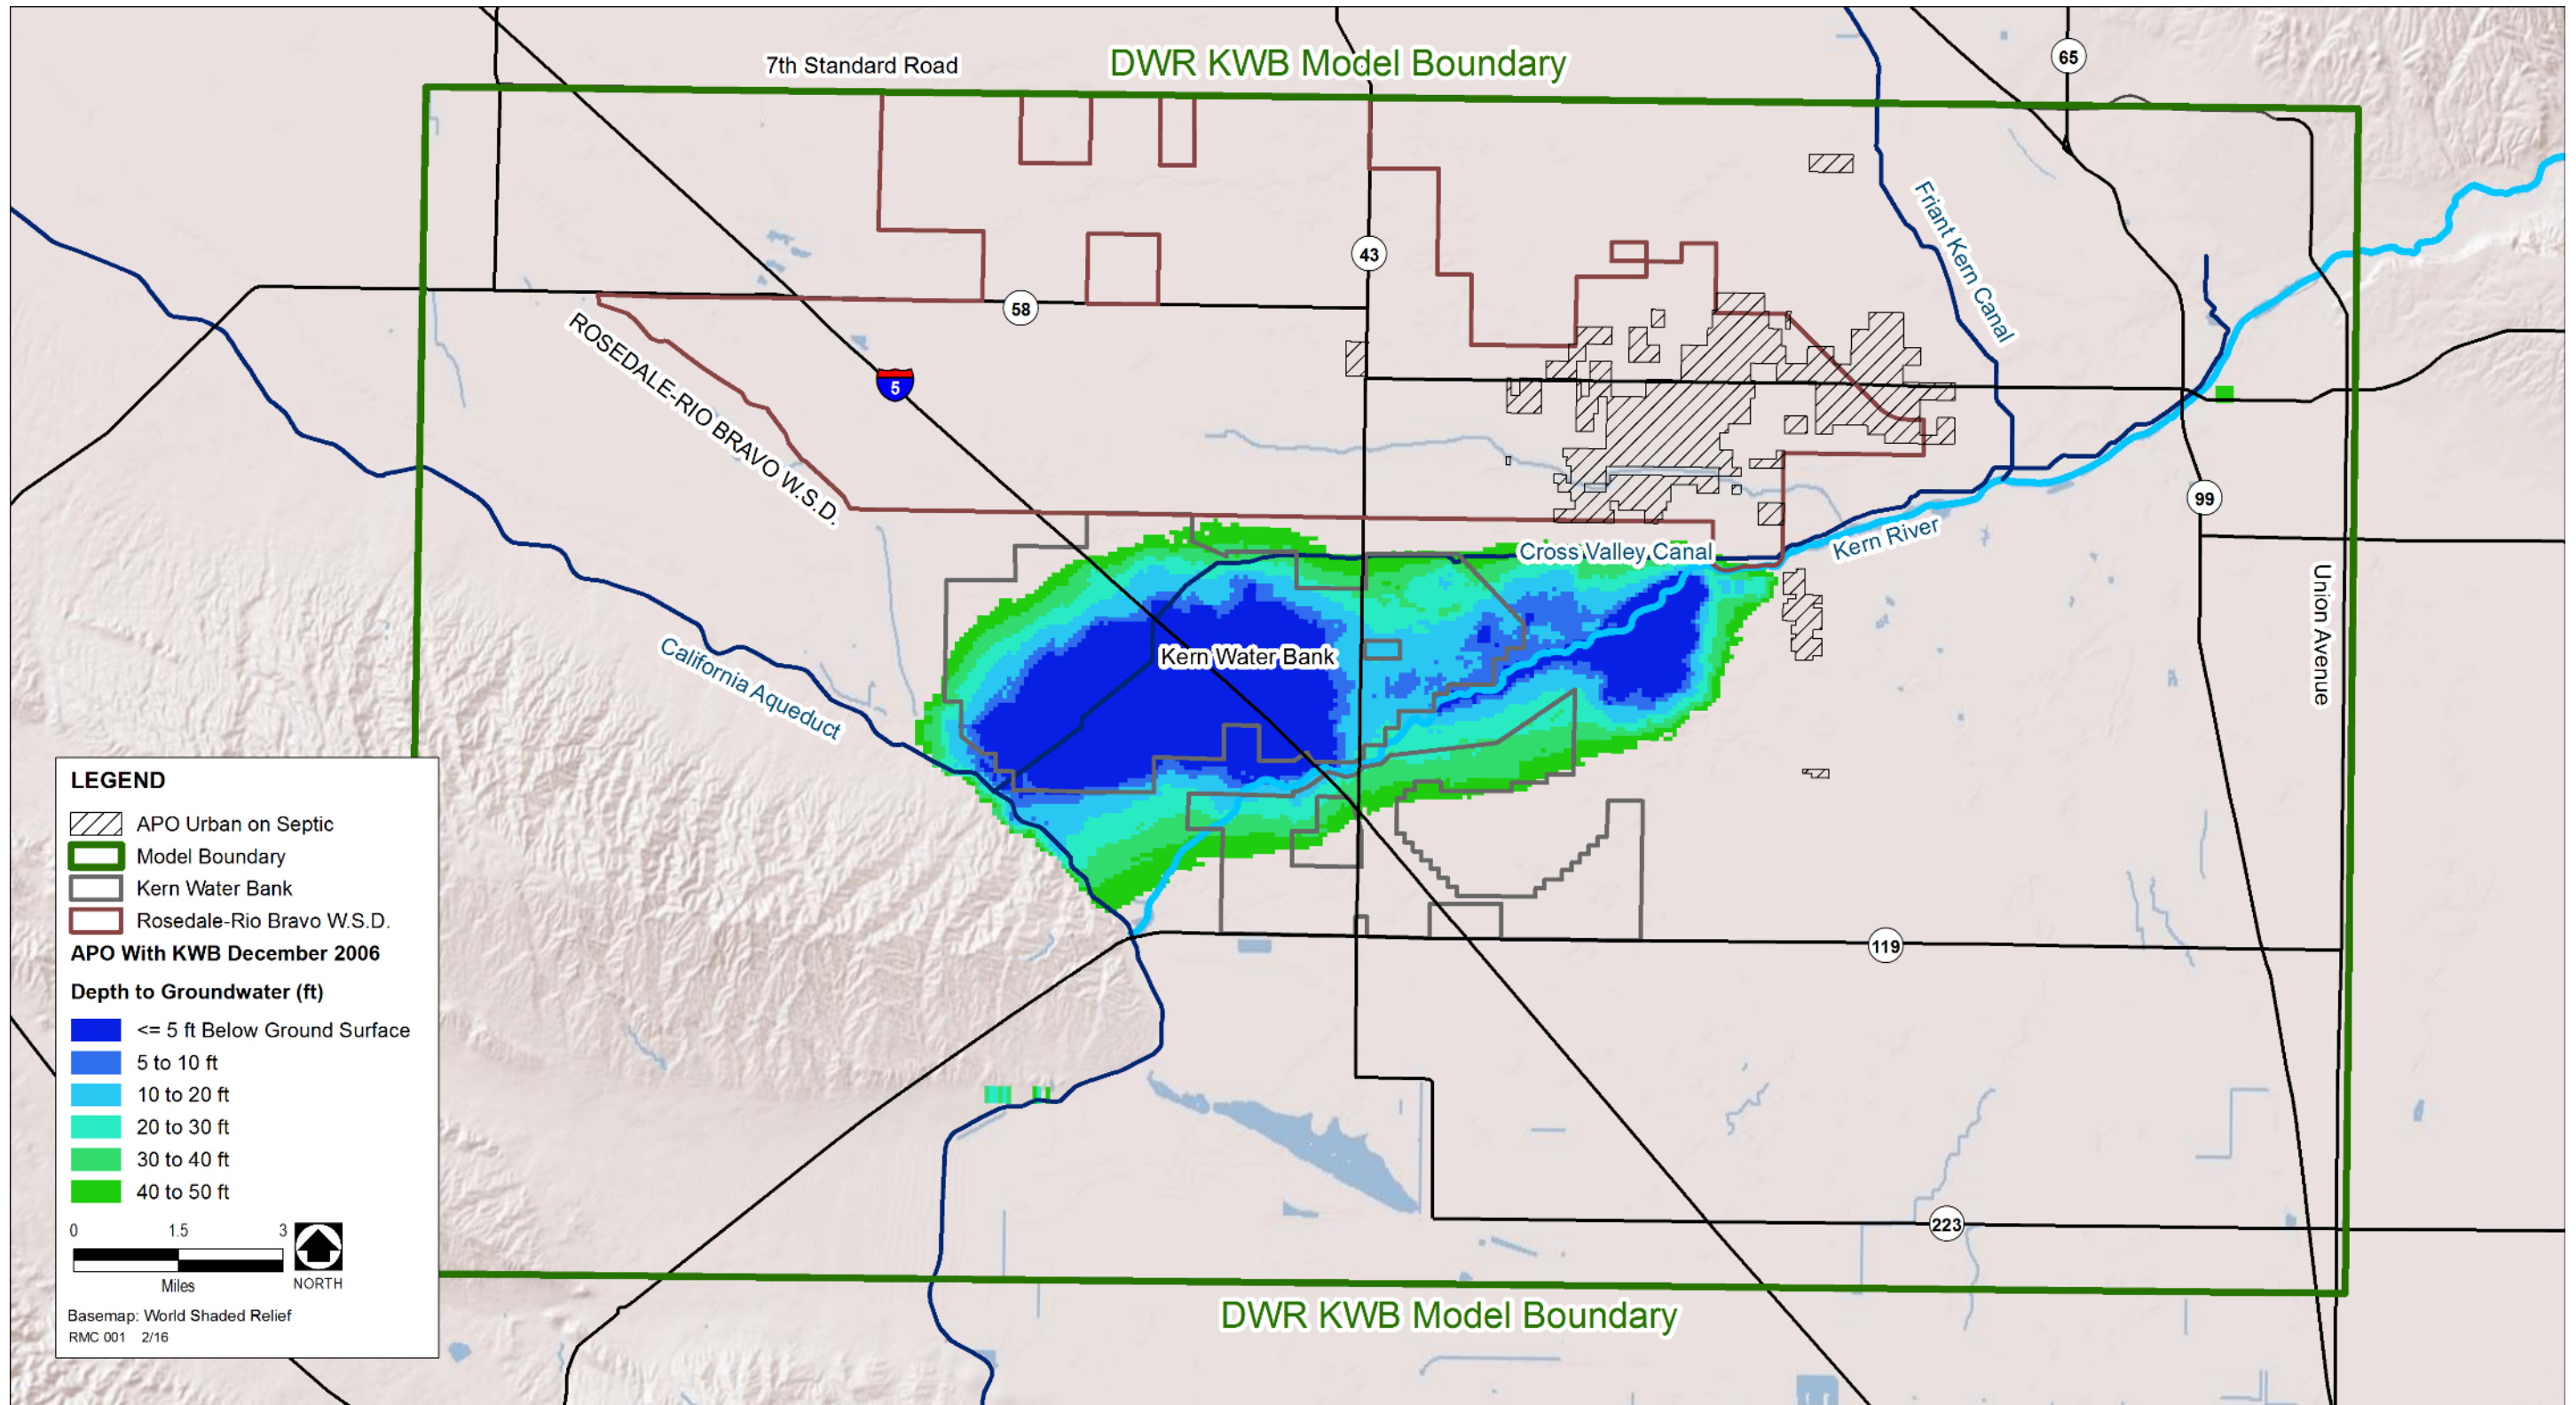 7th Standard Road
DWR KWB Model Boundary
65
Friant Kern Canal
43
58
ROSEDALE-RIO BRAVO W.S.D.
5
99
Cross Valley Canal
Kern River
Union Avenue
Kern Water Bank
California Aqueduct
119
223
DWR KWB Model Boundary
LEGEND
APO Urban on Septic
Model Boundary
Kern Water Bank
Rosedale-Rio Bravo W.S.D.
APO With KWB December 2006
Depth to Groundwater (ft)
<= 5 ft Below Ground Surface
5 to 10 ft
10 to 20 ft
20 to 30 ft
30 to 40 ft
40 to 50 ft
0 1.5 3
Miles
NORTH
Basemap: World Shaded Relief
RMC 001 2/16